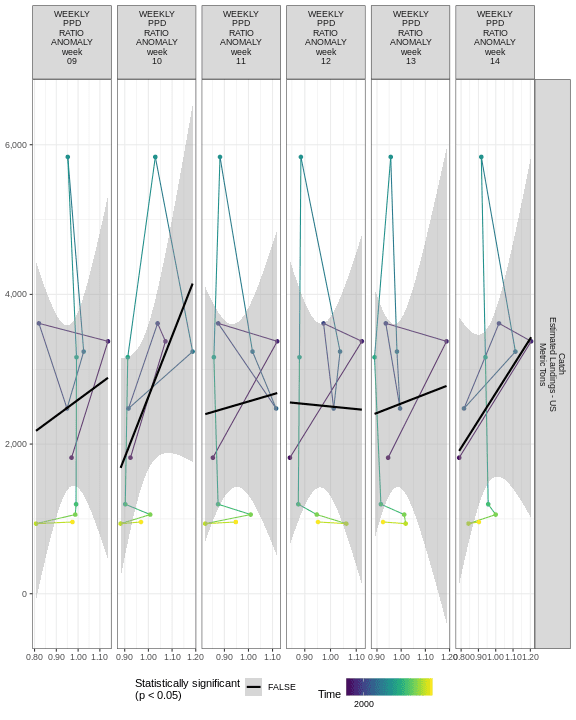 WEEKLY
PPD
RATIO
ANOMALY
week
09
WEEKLY
PPD
RATIO
ANOMALY
week
10
WEEKLY
PPD
RATIO
ANOMALY
week
11
WEEKLY
PPD
RATIO
ANOMALY
week
12
WEEKLY
PPD
RATIO
ANOMALY
week
13
WEEKLY
PPD
RATIO
ANOMALY
week
14
6,000
4,000
2,000
0
Catch
Estimated Landings - US
Metric Tons
0.80 0.90 1.00 1.10
0.90 1.00 1.10 1.20
0.90 1.00 1.10
0.90 1.00 1.10
0.90 1.00 1.10 1.20
0.80 0.90 1.00 1.10 1.20
Statistically significant
(p < 0.05)
FALSE
Time
2000